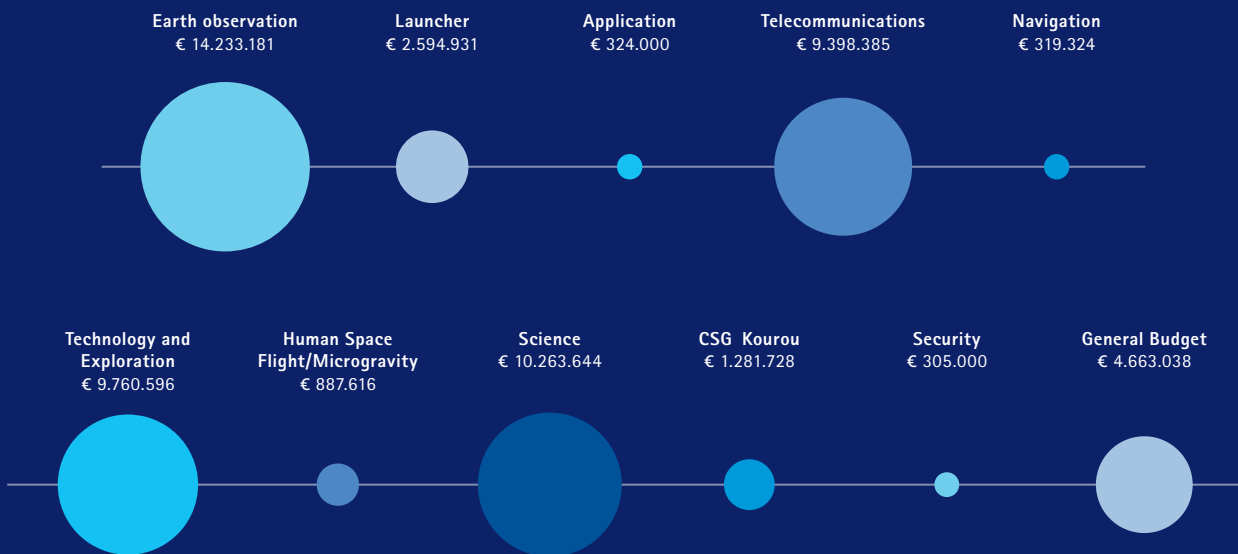 Earth observation
€ 14.233.181
Launcher
€ 2.594.931
Application
€ 324.000
Telecommunications
€ 9.398.385
Navigation
€ 319.324
Technology and
Exploration
€ 9.760.596
Human Space
Flight/Microgravity
€ 887.616
Science
€ 10.263.644
CSG Kourou
€ 1.281.728
Security
€ 305.000
General Budget
€ 4.663.038